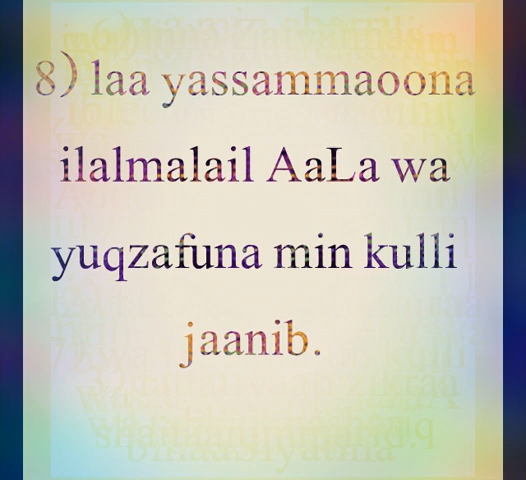 8) laa yassammaoona
ilalmalail AaLa wa
yuqzafuna min kulli
jaanib.